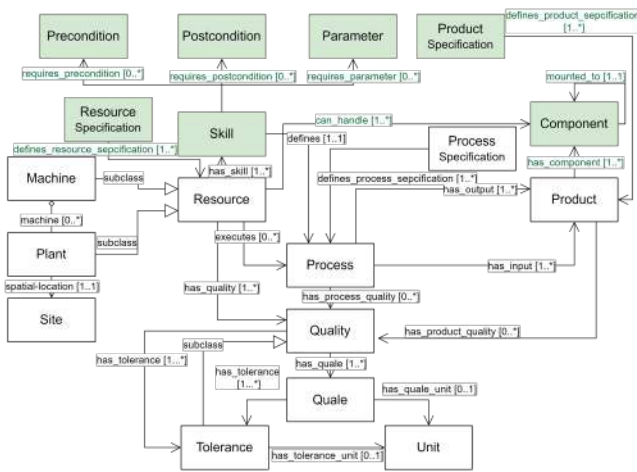 Precondition
Postcondition
Parameter
Product
Specification
defines_product_sepcification
[1..*]
requires_precondition [0..*]
requires_postcondition [0..*]
requires_parameter [0..*]
mounted_to [1..1]
Resource
Specification
Skill
can_handle [1..*]
Component
defines [1..1]
Process
Specification
defines_resource_sepcification [1..*]
has_skill [1..*]
has_component [1..*]
Machine
subclass
Resource
defines_process_sepcification [1..*]
has_output [1..*]
Product
machine [0..*]
Plant
subclass
executes [0..*]
Process
has_input [1..*]
spatial-location [1..1]
has_quality [1..*]
has_process_quality [0..*]
Site
Quality
has_product_quality [0..*]
has_tolerance [1...*]
subclass
has_quale [1..*]
has_tolerance
[1...*]
Quale
has_quale_unit [0..1]
Tolerance
has_tolerance_unit [0..1]
Unit